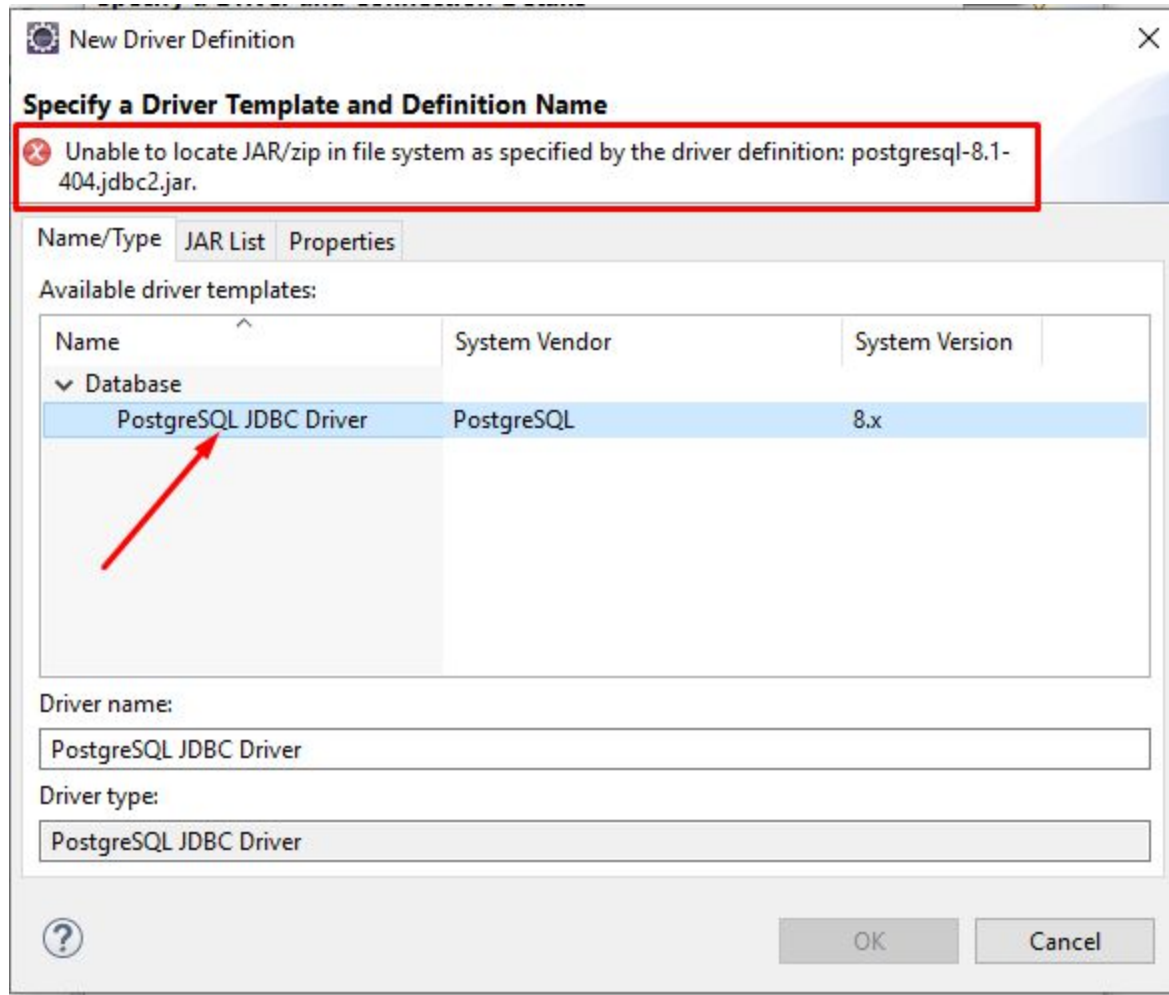 New Driver Definition
Specify a Driver Template and Definition Name
Unable to locate JAR/zip in file system as specified by the driver definition: postgresql-8.1-
404.jdbc2.jar.
Name/Type JAR List Properties
Available driver templates:
Name System Vendor System Version
Database
PostgreSQL JDBC Driver PostgreSQL 8.x
Driver name:
PostgreSQL JDBC Driver
Driver type:
PostgreSQL JDBC Driver
? OK Cancel